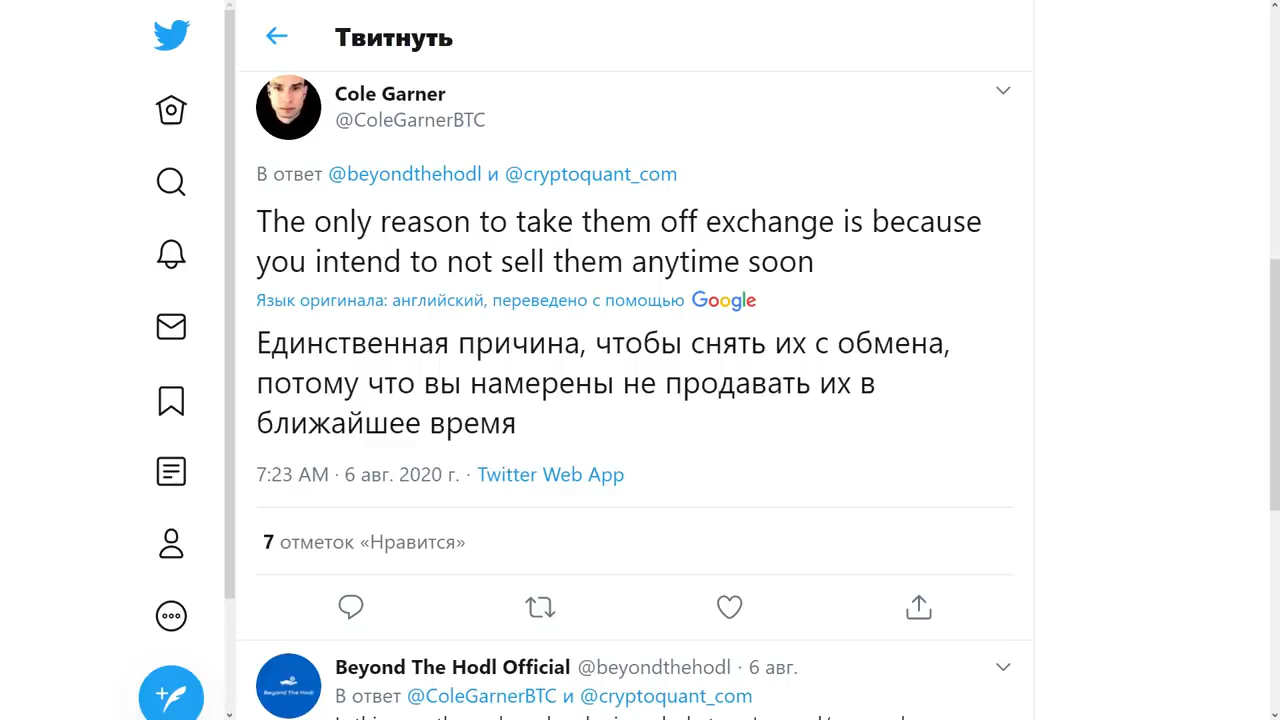 Твитнуть
Cole Garner
@ColeGarnerBTC
В ответ @beyondthehodl и @cryptoquant_com
The only reason to take them off exchange is because
you intend to not sell them anytime soon
Язык оригинала: английский, переведено с помощью Google
Единственная причина, чтобы снять их с обмена,
потому что вы намерены не продавать их в
ближайшее время
7:23 AM · 6 авг. 2020 г. · Twitter Web App
7 отметок «Нравится»
Beyond The Hodl Official @beyondthehodl · 6 авг.
Beyond The Hodl
В ответ @ColeGarnerBTC и @cryptoquant_com